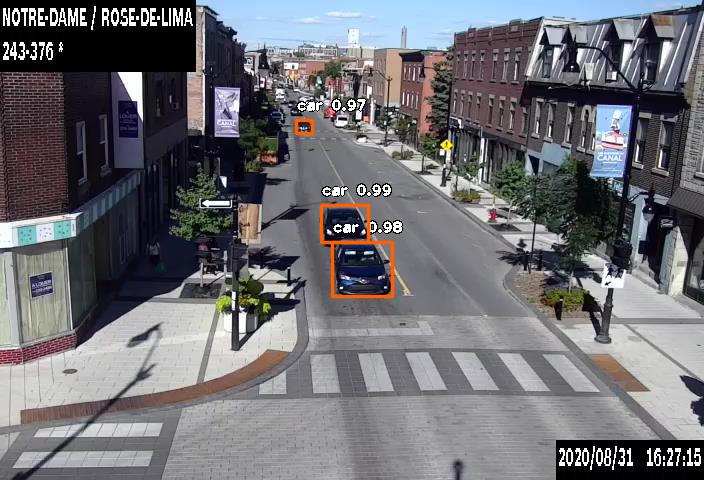 NOTRE-DAME / ROSE-DE-LIMA
243-376 *
car 0.97
car 0.99
car 0.98
CANAL
CANAL
À LOUER
2020/08/31 16:27:15